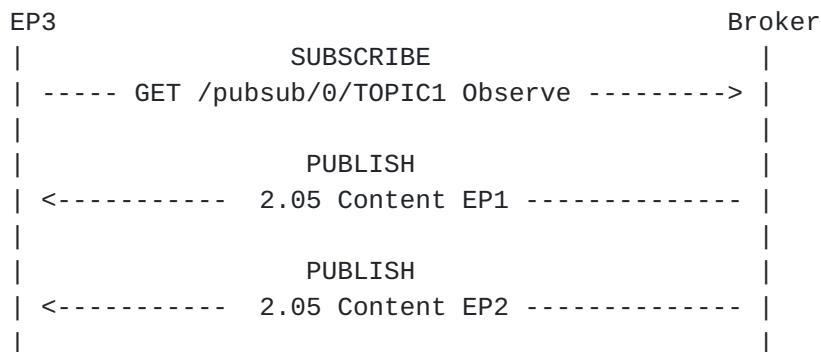 EP3                                              Broker
|                  SUBSCRIBE                      |
| ----- GET /pubsub/0/TOPIC1 Observe ---------> |
|                                                 |
|                   PUBLISH                       |
| <-----------  2.05 Content EP1 -------------- |
|                                                 |
|                   PUBLISH                       |
| <-----------  2.05 Content EP2 -------------- |
|                                                 |